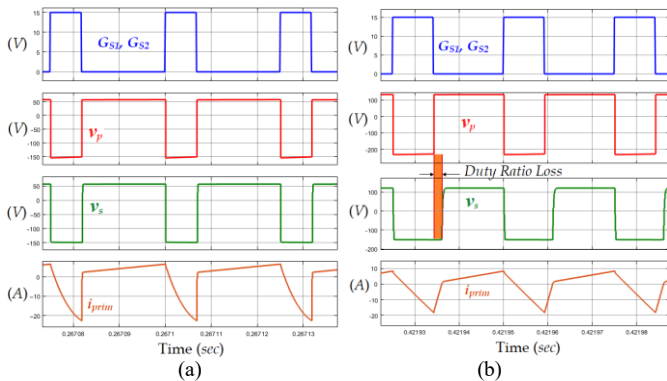 (V)
15
10
5
0
G_S1, G_S2
(V)
50
0
-50
-100
-150
v_p
(V)
50
0
-50
-100
-150
v_s
(A)
0
-10
-20
i_prim
0.26708
0.26709
0.2671
0.26711
0.26712
0.26713
Time (sec)
(a)
(V)
15
10
5
0
G_S1, G_S2
(V)
100
0
-100
-200
v_p
Duty Ratio Loss
(V)
100
0
-100
-200
v_s
(A)
10
0
-10
-20
i_prim
0.42193
0.42194
0.42195
0.42196
0.42197
0.42198
Time (sec)
(b)